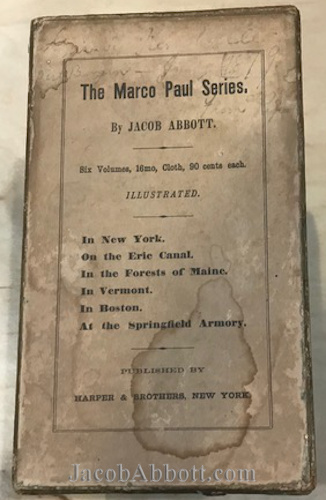 The Marco Paul Series.
By JACOB ABBOTT.
Six Volumes, 16mo, Cloth, 90 cents each.
ILLUSTRATED.
In New York.
On the Erie Canal.
In the Forests of Maine.
In Vermont.
In Boston.
At the Springfield Armory.
PUBLISHED BY
HARPER & BROTHERS, NEW YORK.
JacobAbbott.com